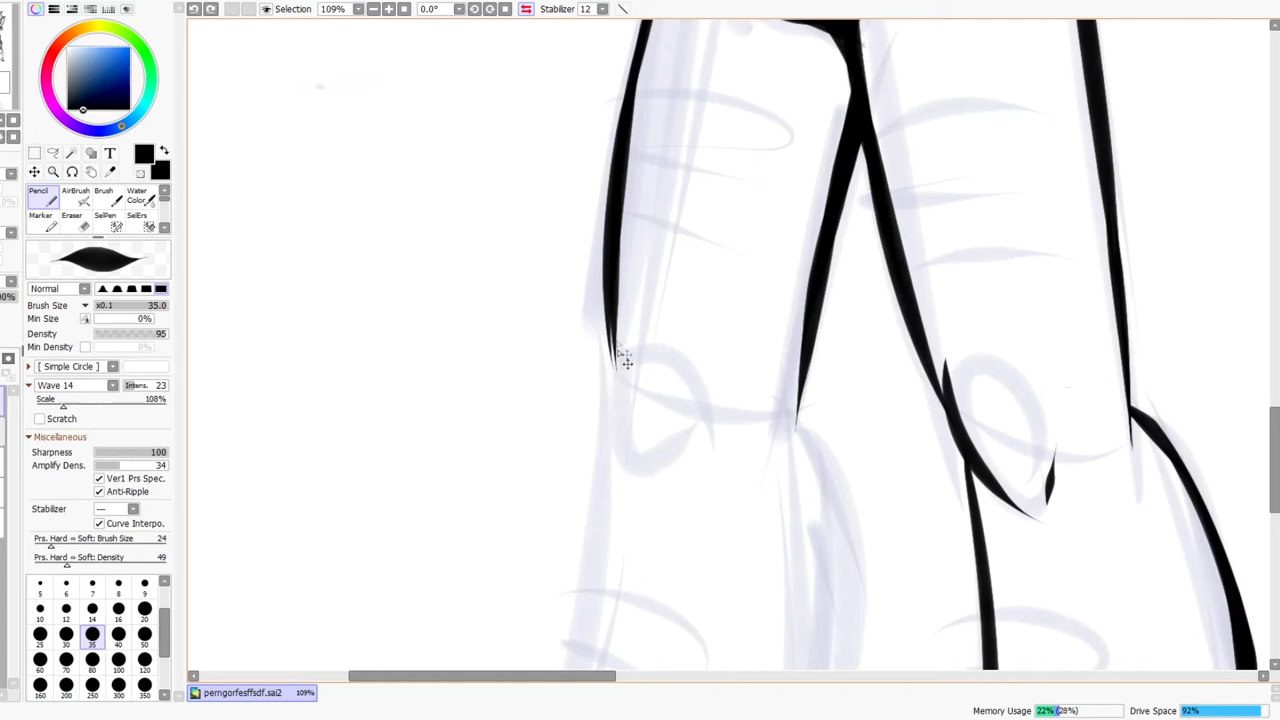 Selection 109% 0.0° Stabilizer 12
T
Pencil AirBrush Brush Water Color
Marker Eraser SelPen SelErs
Normal
Brush Size x0.1 35.0
Min Size 0%
Density 95
Min Density
[ Simple Circle ]
Wave 14 Intens. 23
Scale 108%
Scratch
Miscellaneous
Sharpness 100
Amplify Dens. 34
Ver1 Prs Spec.
Anti-Ripple
Stabilizer ---
Curve Interpo.
Prs. Hard ⇔ Soft: Brush Size 24
Prs. Hard ⇔ Soft: Density 49
5 6 7 8 9
10 12 14 16 20
25 30 35 40 50
60 70 80 100 120
160 200 250 300 350
perngorfesffsdf.sai2 109%
Memory Usage 22% (28%) Drive Space 92%